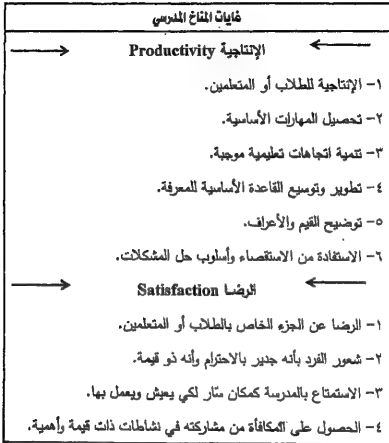 غايات المناخ المدرسي
الإنتاجية Productivity
١- الإنتاجية للطلاب أو المتعلمين.
٢- تحصيل المهارات الأساسية.
٣- تنمية اتجاهات تعليمية موجبة.
٤- تطوير وتوسيع القاعدة الأساسية للمعرفة.
٥- توضيح القيم والأعراف.
٦- الاستفادة من الاستقصاء وأسلوب حل المشكلات.
الرضا Satisfaction
١- الرضا عن الجزء الخاص بالطلاب أو المتعلمين.
٢- شعور الفرد بأنه جدير بالاحترام وأنه ذو قيمة.
٣- الاستمتاع بالمدرسة كمكان سّار لكي يعيش ويعمل بها.
٤- الحصول على المكافأة من مشاركته في نشاطات ذات قيمة وأهمية.